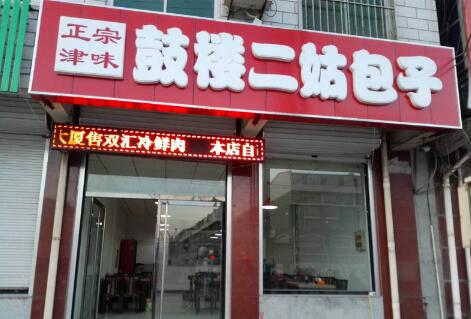 正宗
津味
鼓楼二姑包子
厦售双汇冷鲜肉 本店自